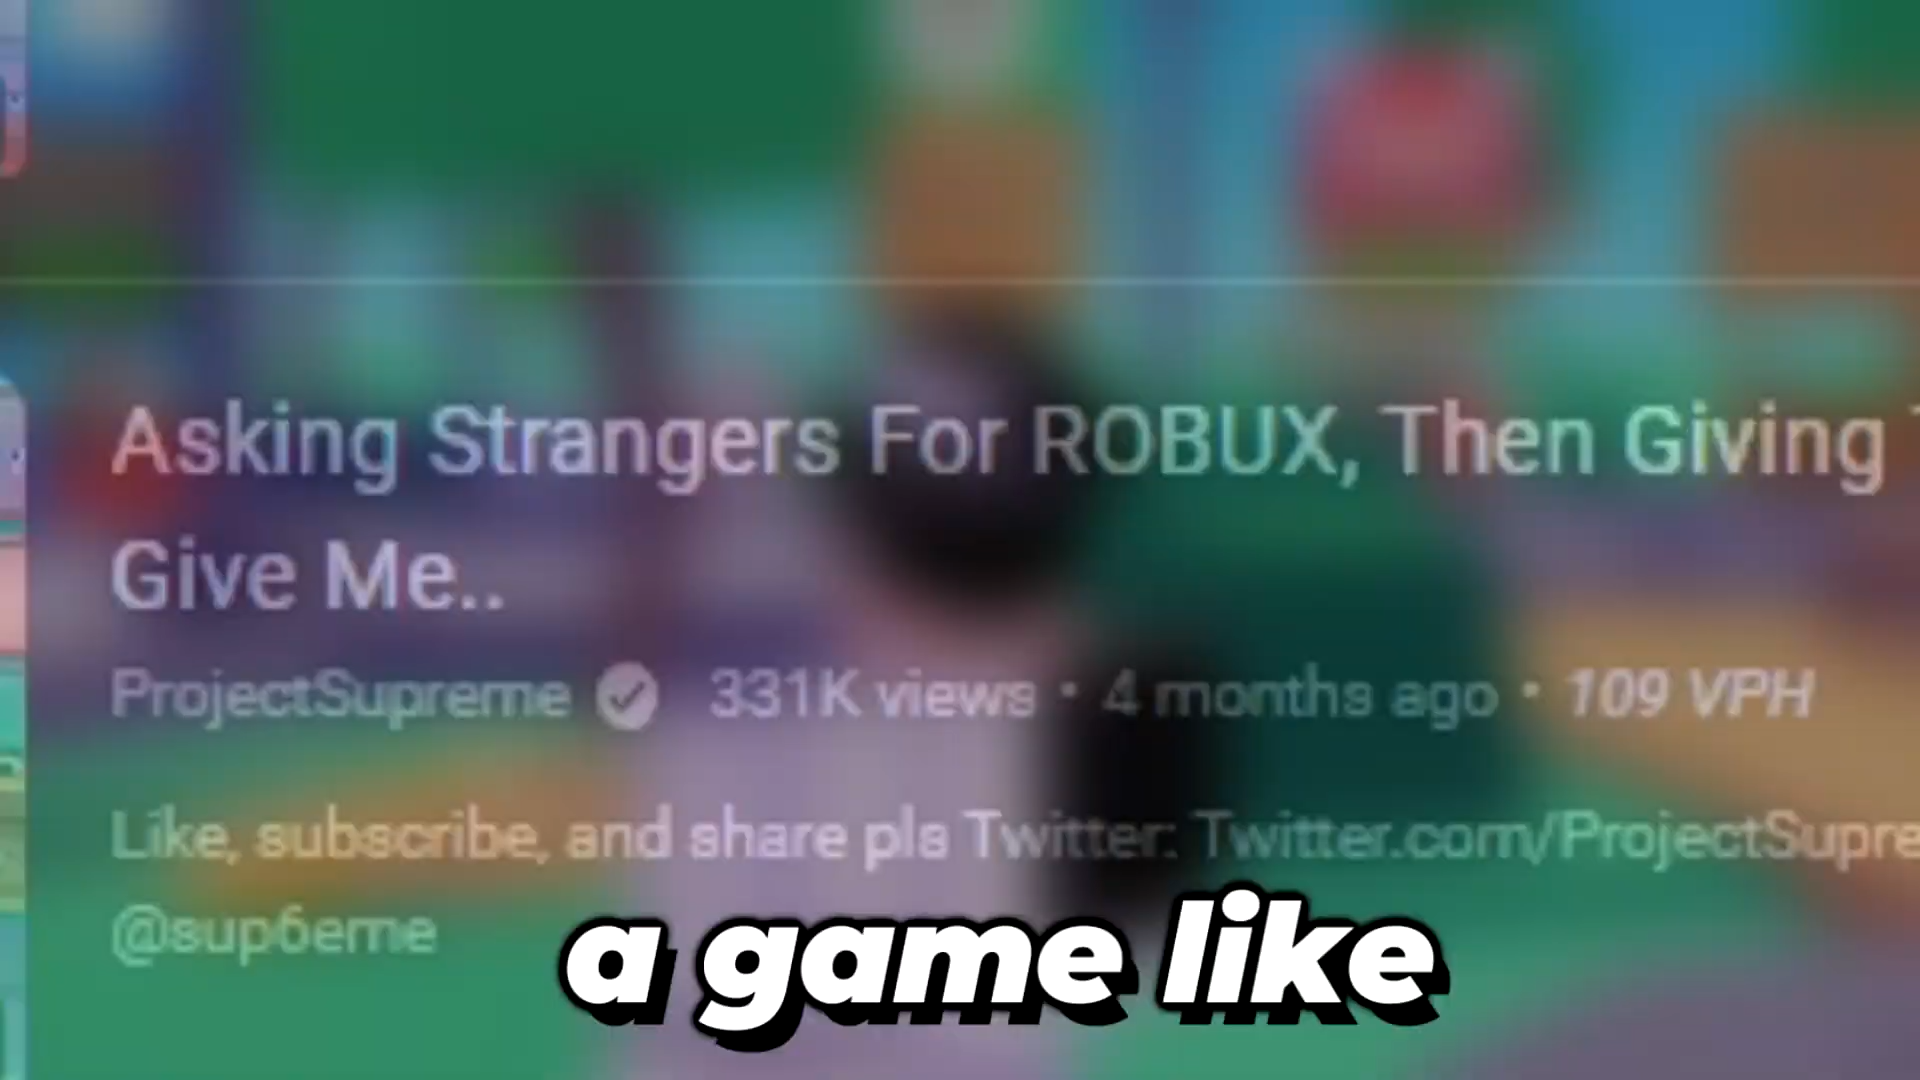 Asking Strangers For ROBUX, Then Giving
Give Me..
ProjectSupreme 331K views • 4 months ago • 109 VPH
Like, subscribe, and share pls Twitter: Twitter.com/ProjectSupre
@sup6eme
a game like